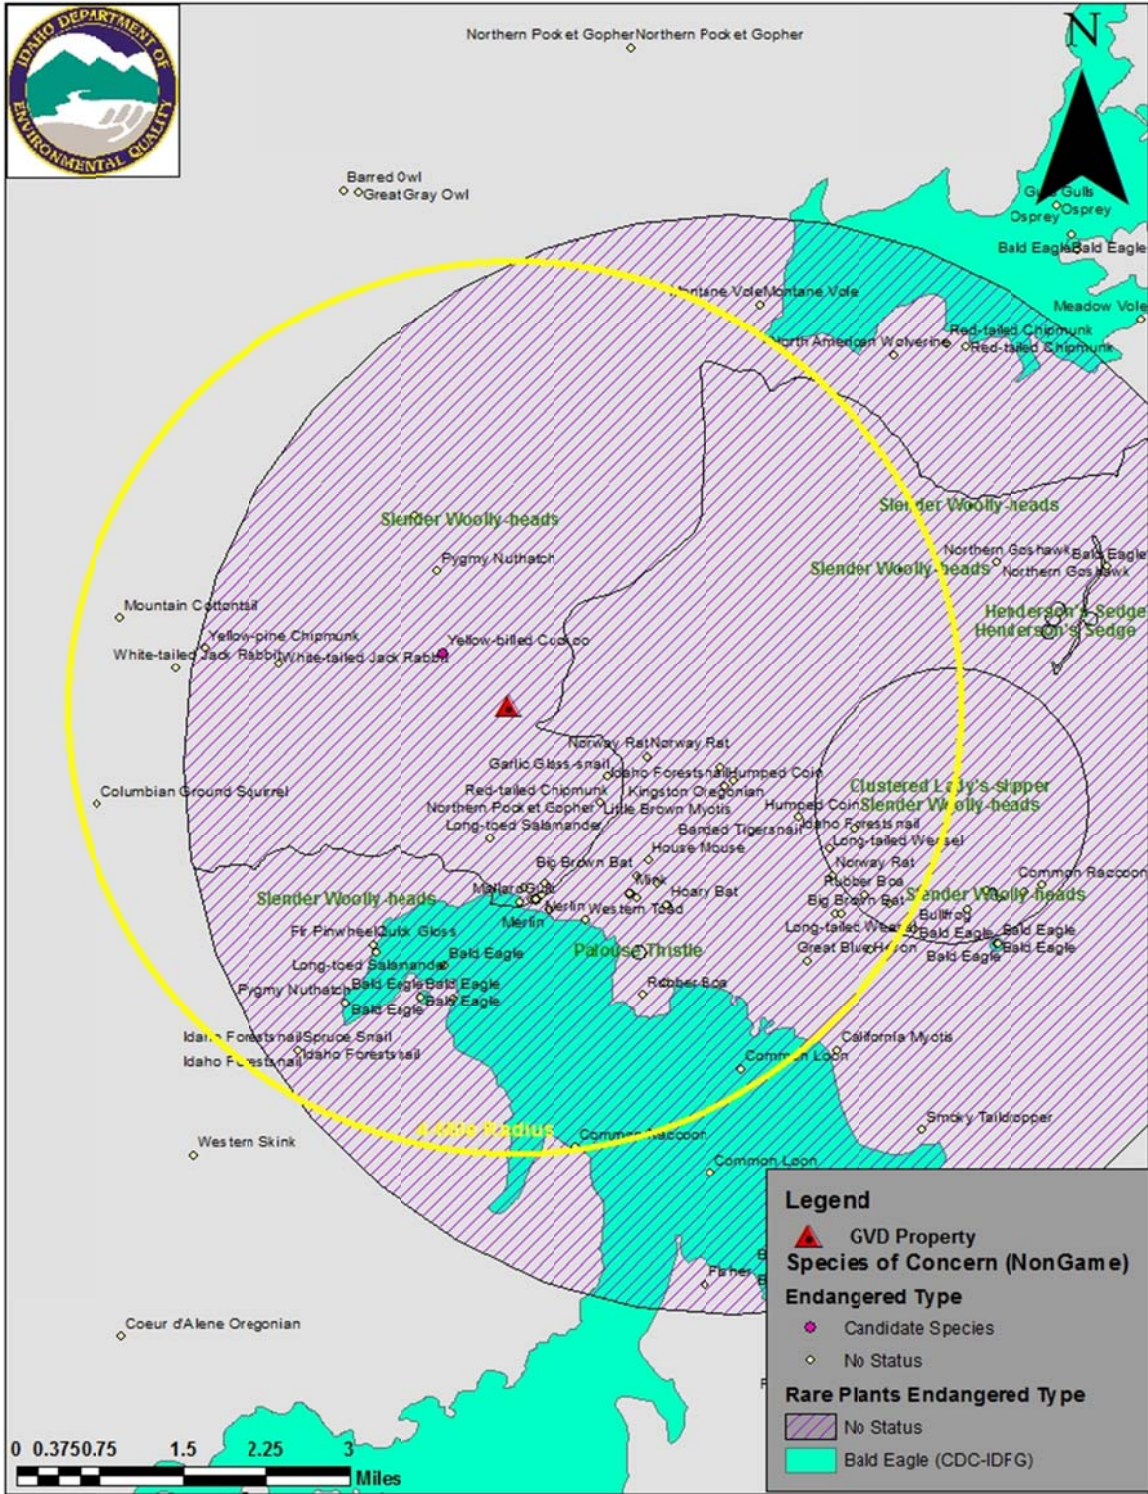 IDAHO DEPARTMENT OF
ENVIRONMENTAL QUALITY
N
Northern Pocket Gopher Northern Pocket Gopher
Barred Owl
Great Gray Owl
Gulls
Osprey
Osprey
Bald Eagle Bald Eagle
Montane Vole Montane Vole
Meadow Vole
Red-tailed Chipmunk
North American Wolverine
Red-tailed Chipmunk
Slender Woolly-heads
Slender Woolly-heads
Northern Goshawk
Bald Eagle
Pygmy Nuthatch
Slender Woolly-heads
Northern Goshawk
Mountain Cottontail
Henderson's Sedge
Henderson's Sedge
Yellow-pine Chipmunk
Yellow-billed Cuckoo
White-tailed Jack Rabbit
White-tailed Jack Rabbit
Norway Rat Norway Rat
Garlic Glass-snail
Idaho Forestsnail
Humped Coin
Columbian Ground Squirrel
Red-tailed Chipmunk
Kingston Oregonian
Clustered Lady's-slipper
Northern Pocket Gopher
Little Brown Myotis
Humped Coin
Slender Woolly-heads
Long-toed Salamander
Banded Tigersnail
Idaho Forestsnail
House Mouse
Long-tailed Weasel
Big Brown Bat
Norway Rat
Mink
Rubber Boa
Common Raccoon
Mallard
Hoary Bat
Slender Woolly-heads
Slender Woolly-heads
Merlin
Western Toad
Big Brown Bat
Bullfrog
Merlin
Long-tailed Weasel
Bald Eagle
Bald Eagle
Fir Pinwheel
Quick Gloss
Palouse Thistle
Great Blue Heron
Bald Eagle
Bald Eagle
Bald Eagle
Long-toed Salamander
Pygmy Nuthatch
Bald Eagle
Bald Eagle
Bald Eagle
Bald Eagle
Rubber Boa
Idaho Forestsnail
Spruce Snail
Idaho Forestsnail
Idaho Forestsnail
California Myotis
Common Loon
Smoky Taildropper
4-Mile Radius
Common Raccoon
Western Skink
Common Loon
Fisher
Coeur d'Alene Oregonian
Legend
GVD Property
Species of Concern (NonGame)
Endangered Type
Candidate Species
No Status
Rare Plants Endangered Type
No Status
Bald Eagle (CDC-IDFG)
0 0.375 0.75 1.5 2.25 3
Miles